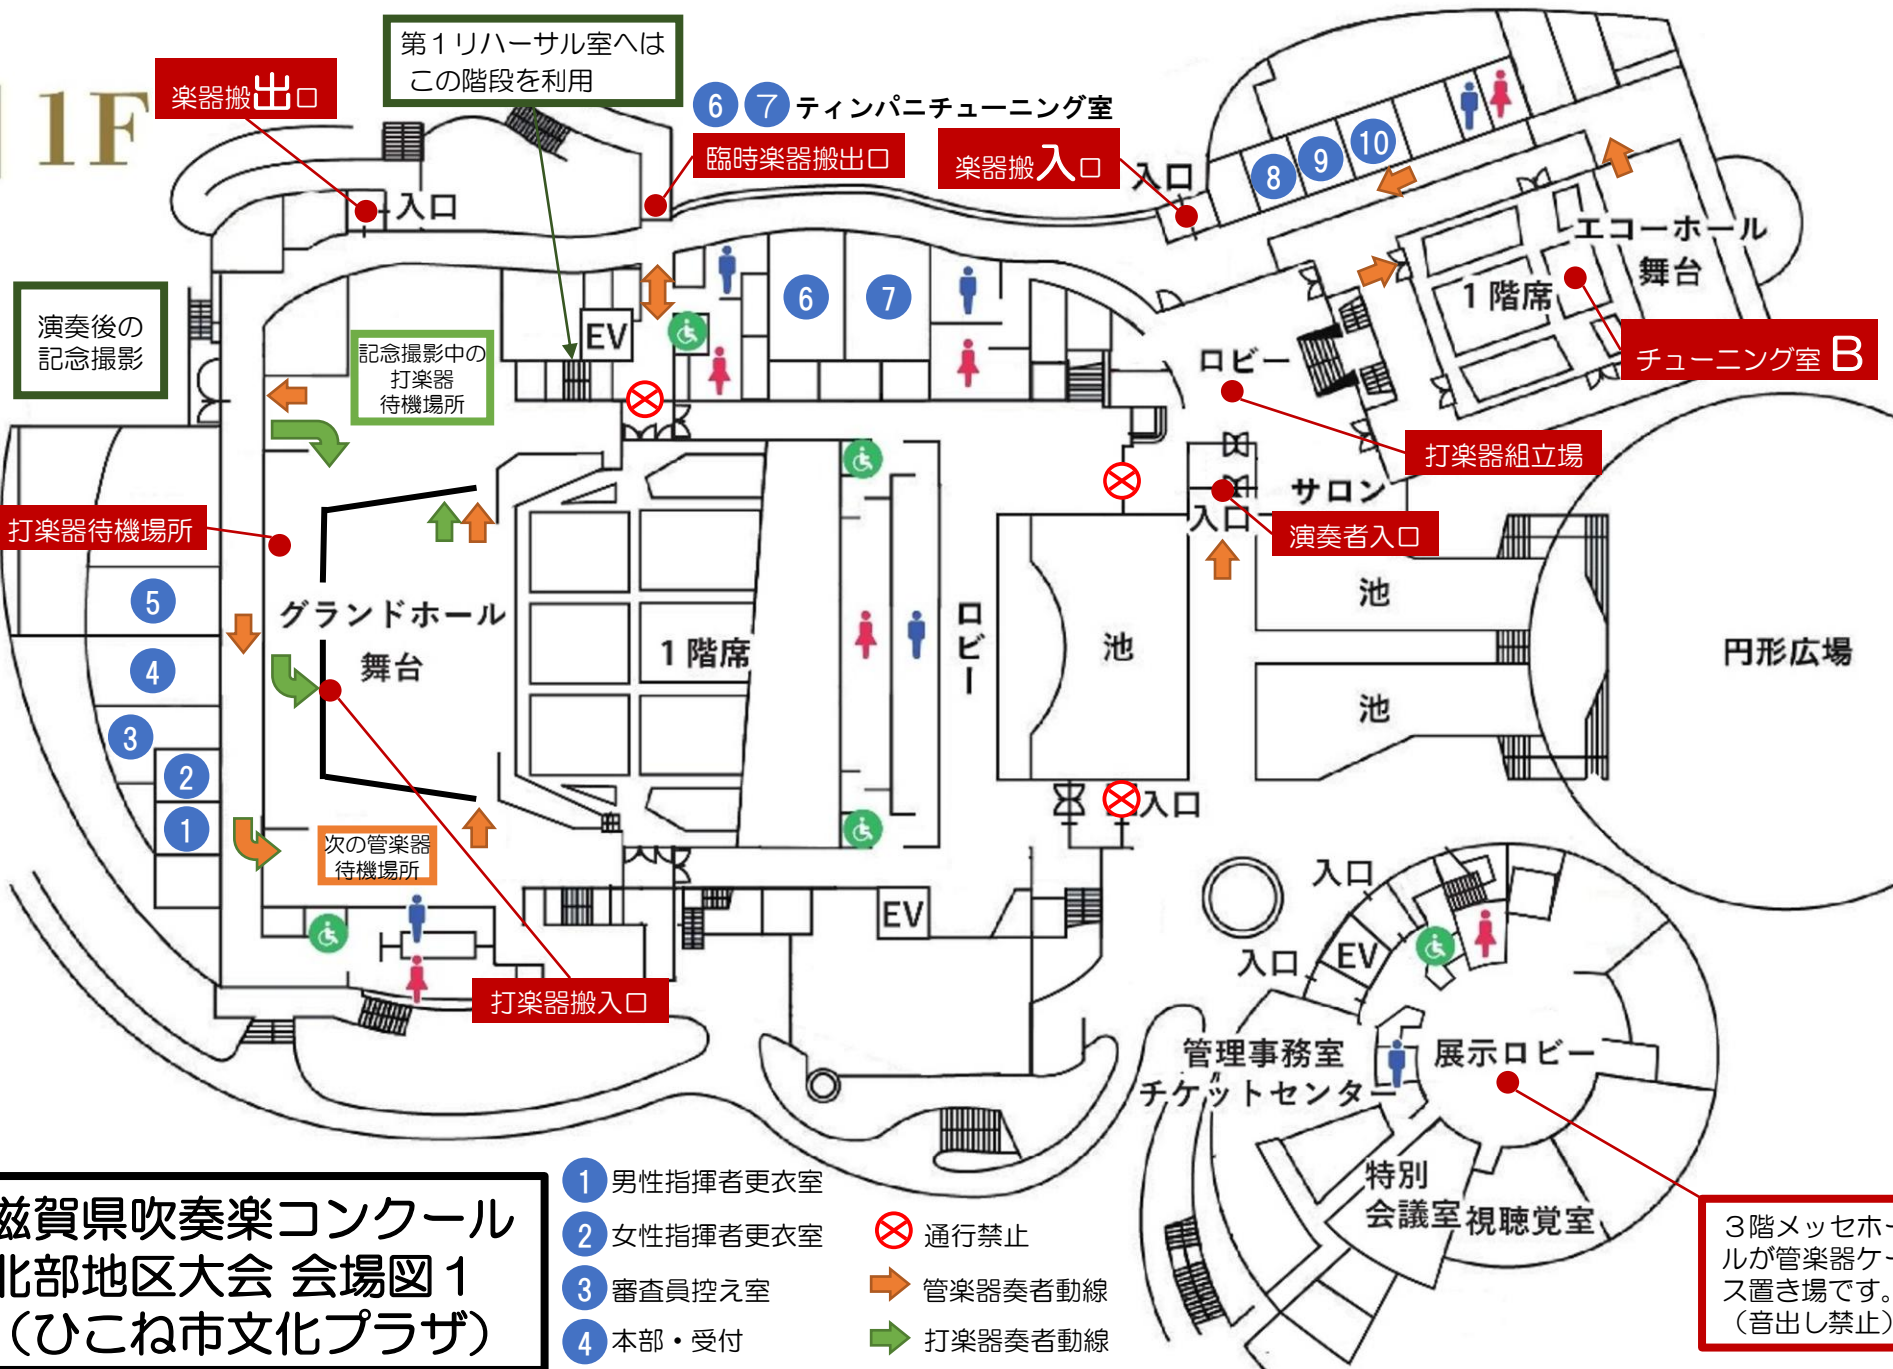 1F
楽器搬出口
第1リハーサル室へは
この階段を利用
6 7 ティンパニチューニング室
臨時楽器搬出口
楽器搬入口
入口
入口
8
9
10
エコーホール
舞台
1階席
チューニング室 B
演奏後の
記念撮影
記念撮影中の
打楽器
待機場所
EV
6
7
ロビー
打楽器組立場
サロン
入口
演奏者入口
打楽器待機場所
グランドホール
舞台
1階席
ロビー
池
池
池
円形広場
5
4
3
2
1
次の管楽器
待機場所
入口
EV
打楽器搬入口
入口
入口
EV
管理事務室
チケットセンター
展示ロビー
特別
会議室
視聴覚室
3階メッセホー
ルが管楽器ケー
ス置き場です。
(音出し禁止)
滋賀県吹奏楽コンクール
北部地区大会 会場図1
(ひこね市文化プラザ)
1 男性指揮者更衣室
2 女性指揮者更衣室
3 審査員控え室
4 本部・受付
通行禁止
管楽器奏者動線
打楽器奏者動線